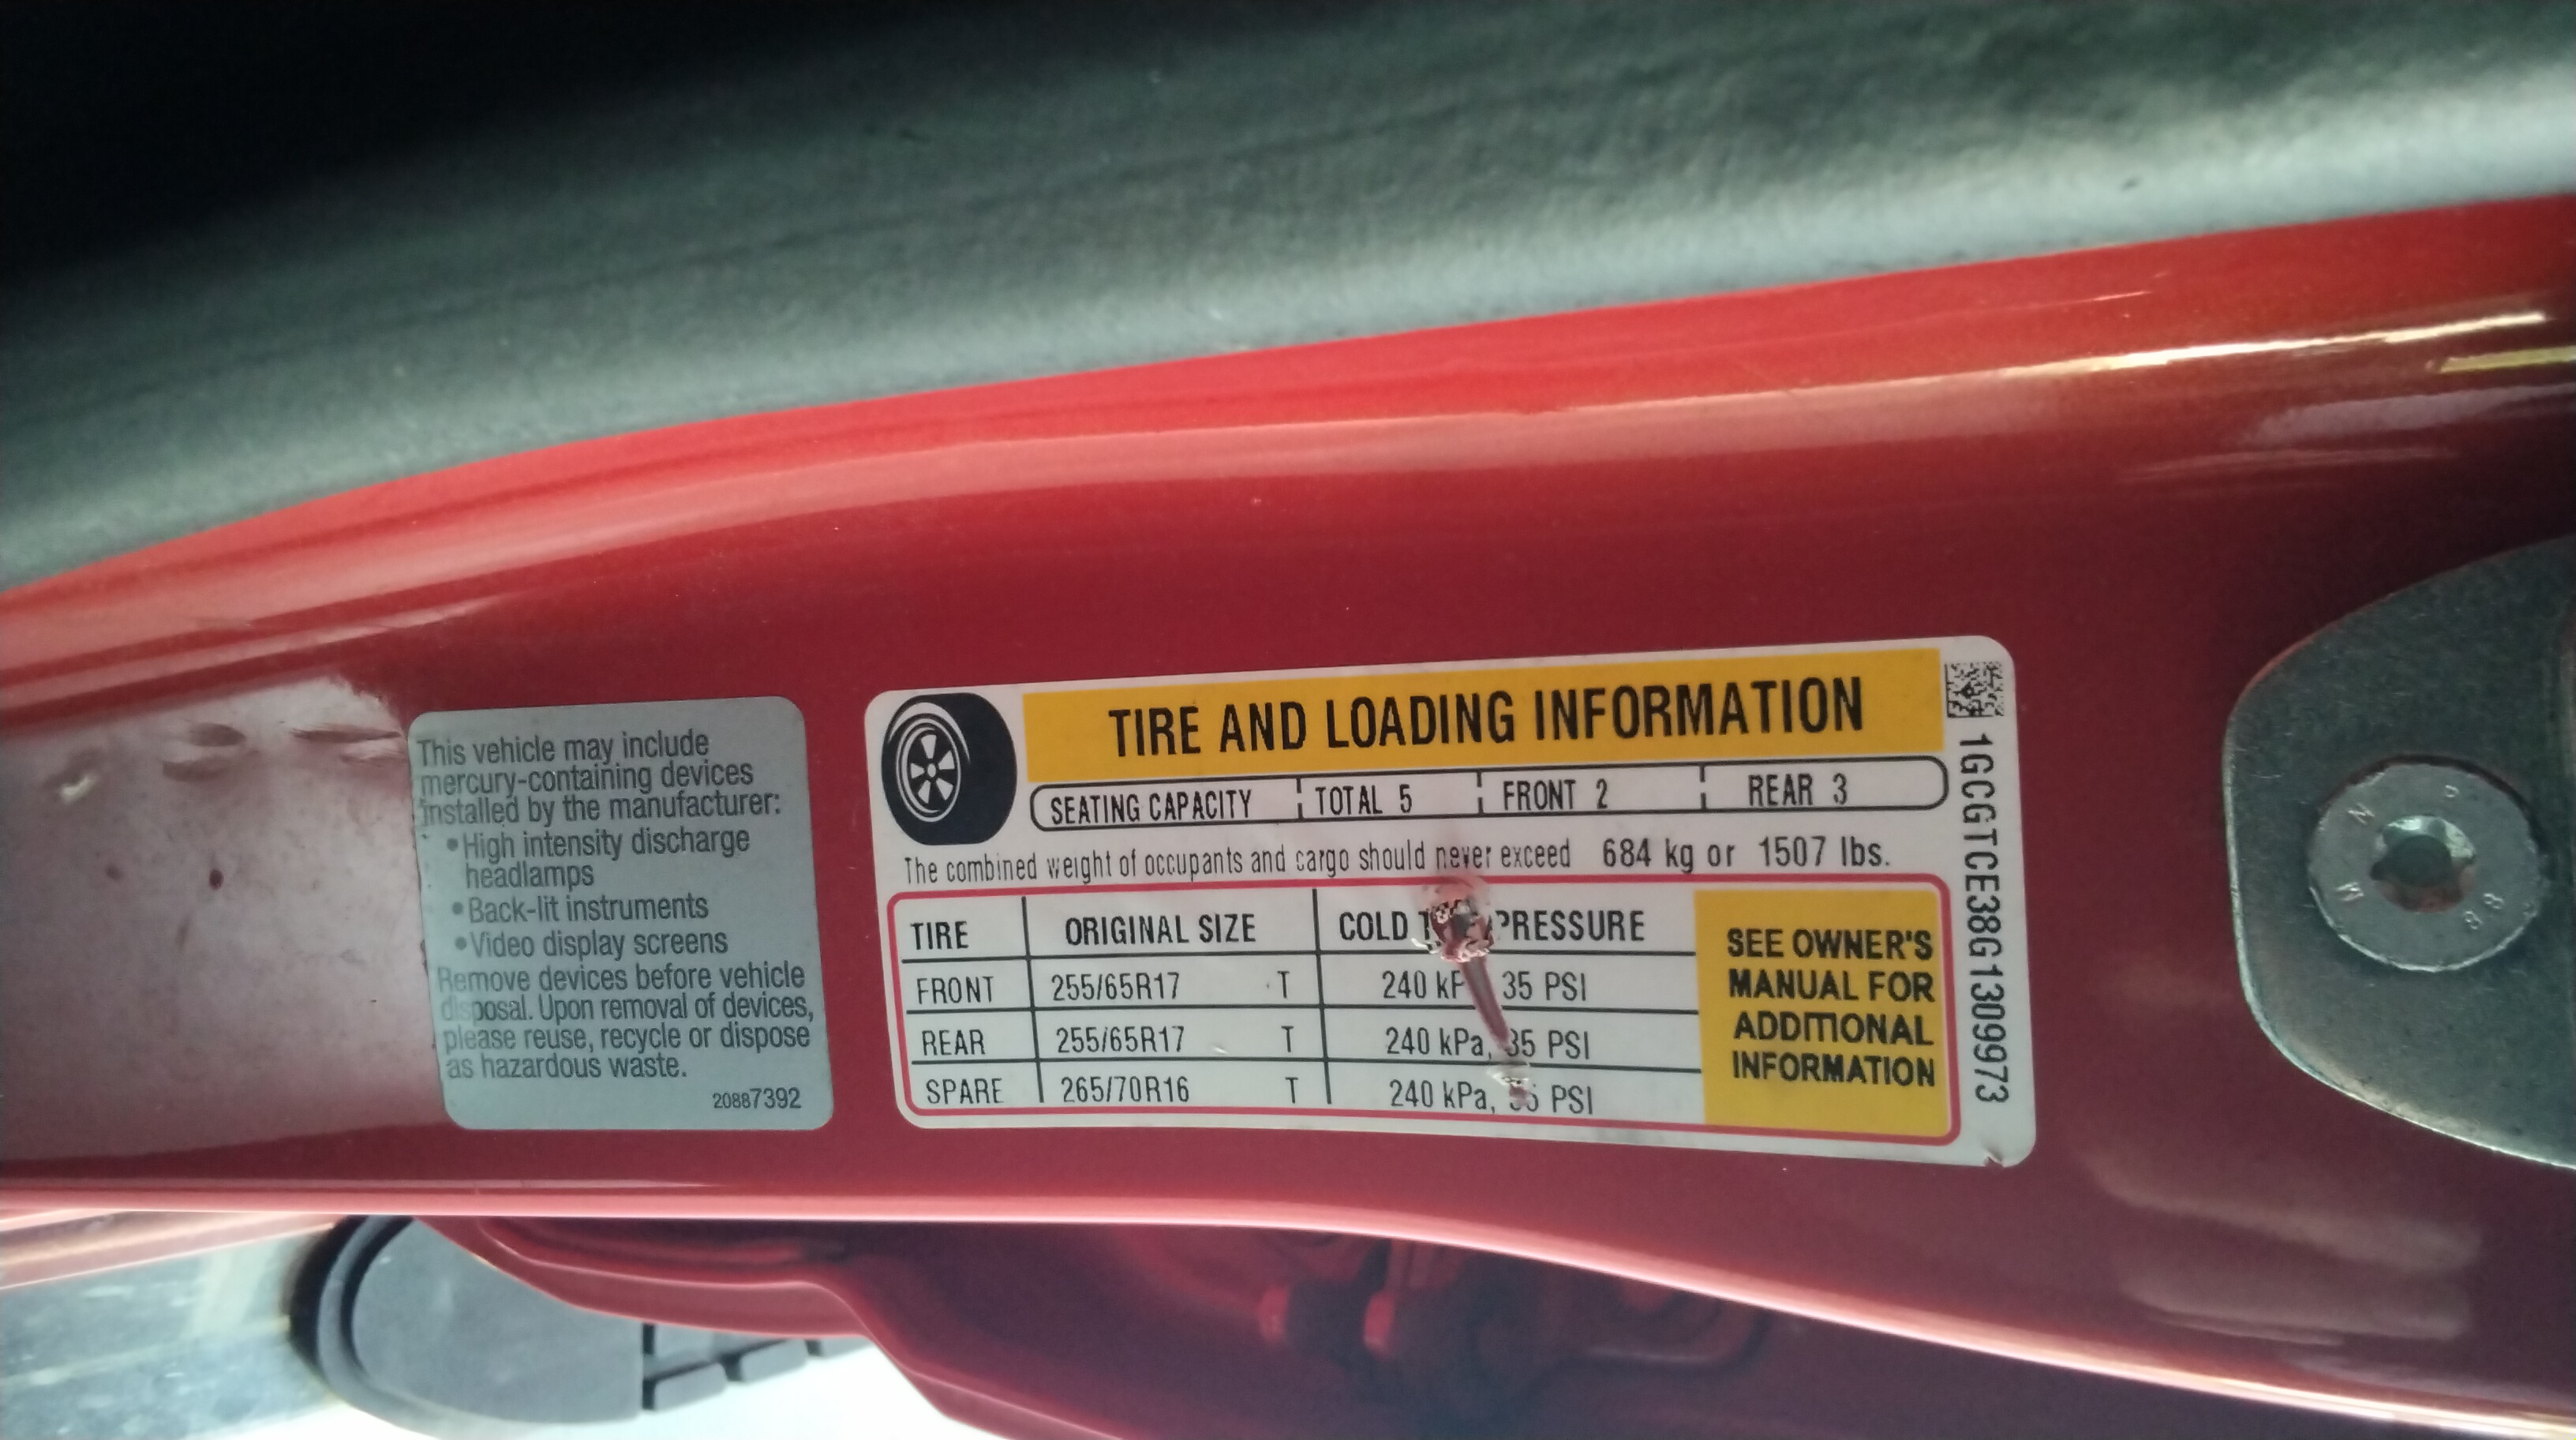 This vehicle may include
mercury-containing devices
installed by the manufacturer:
•High intensity discharge
headlamps
•Back-lit instruments
•Video display screens
Remove devices before vehicle
disposal. Upon removal of devices,
please reuse, recycle or dispose
as hazardous waste.
20887392
TIRE AND LOADING INFORMATION
SEATING CAPACITY TOTAL 5 FRONT 2 REAR 3
The combined weight of occupants and cargo should never exceed 684 kg or 1507 lbs.
TIRE ORIGINAL SIZE COLD PRESSURE
FRONT 255/65R17 T 240 35 PSI
REAR 255/65R17 T 240 kPa, 35 PSI
SPARE 265/70R16 T 240 kPa, PSI
SEE OWNER'S
MANUAL FOR
ADDITIONAL
INFORMATION
1GCGTCE38G1309973